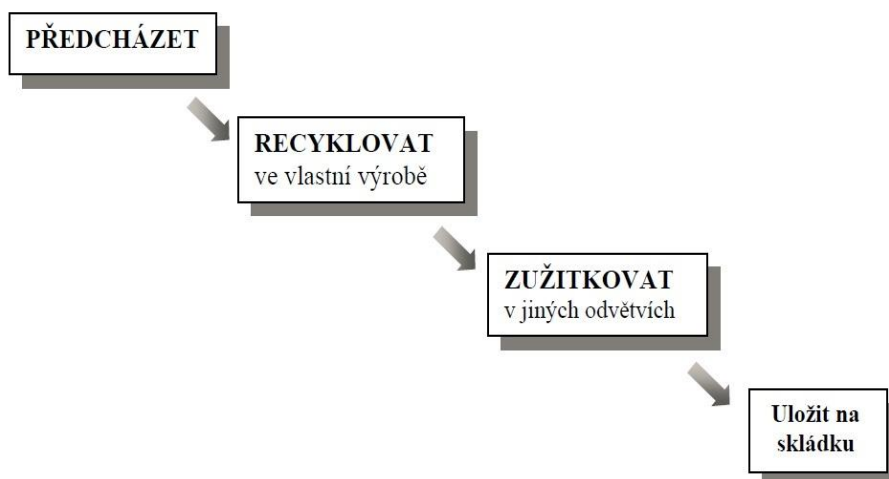 PŘEDCHÁZET
RECYKLOVAT
ve vlastní výrobě
ZUŽITKOVAT
v jiných odvětvích
Uložit na
skládku